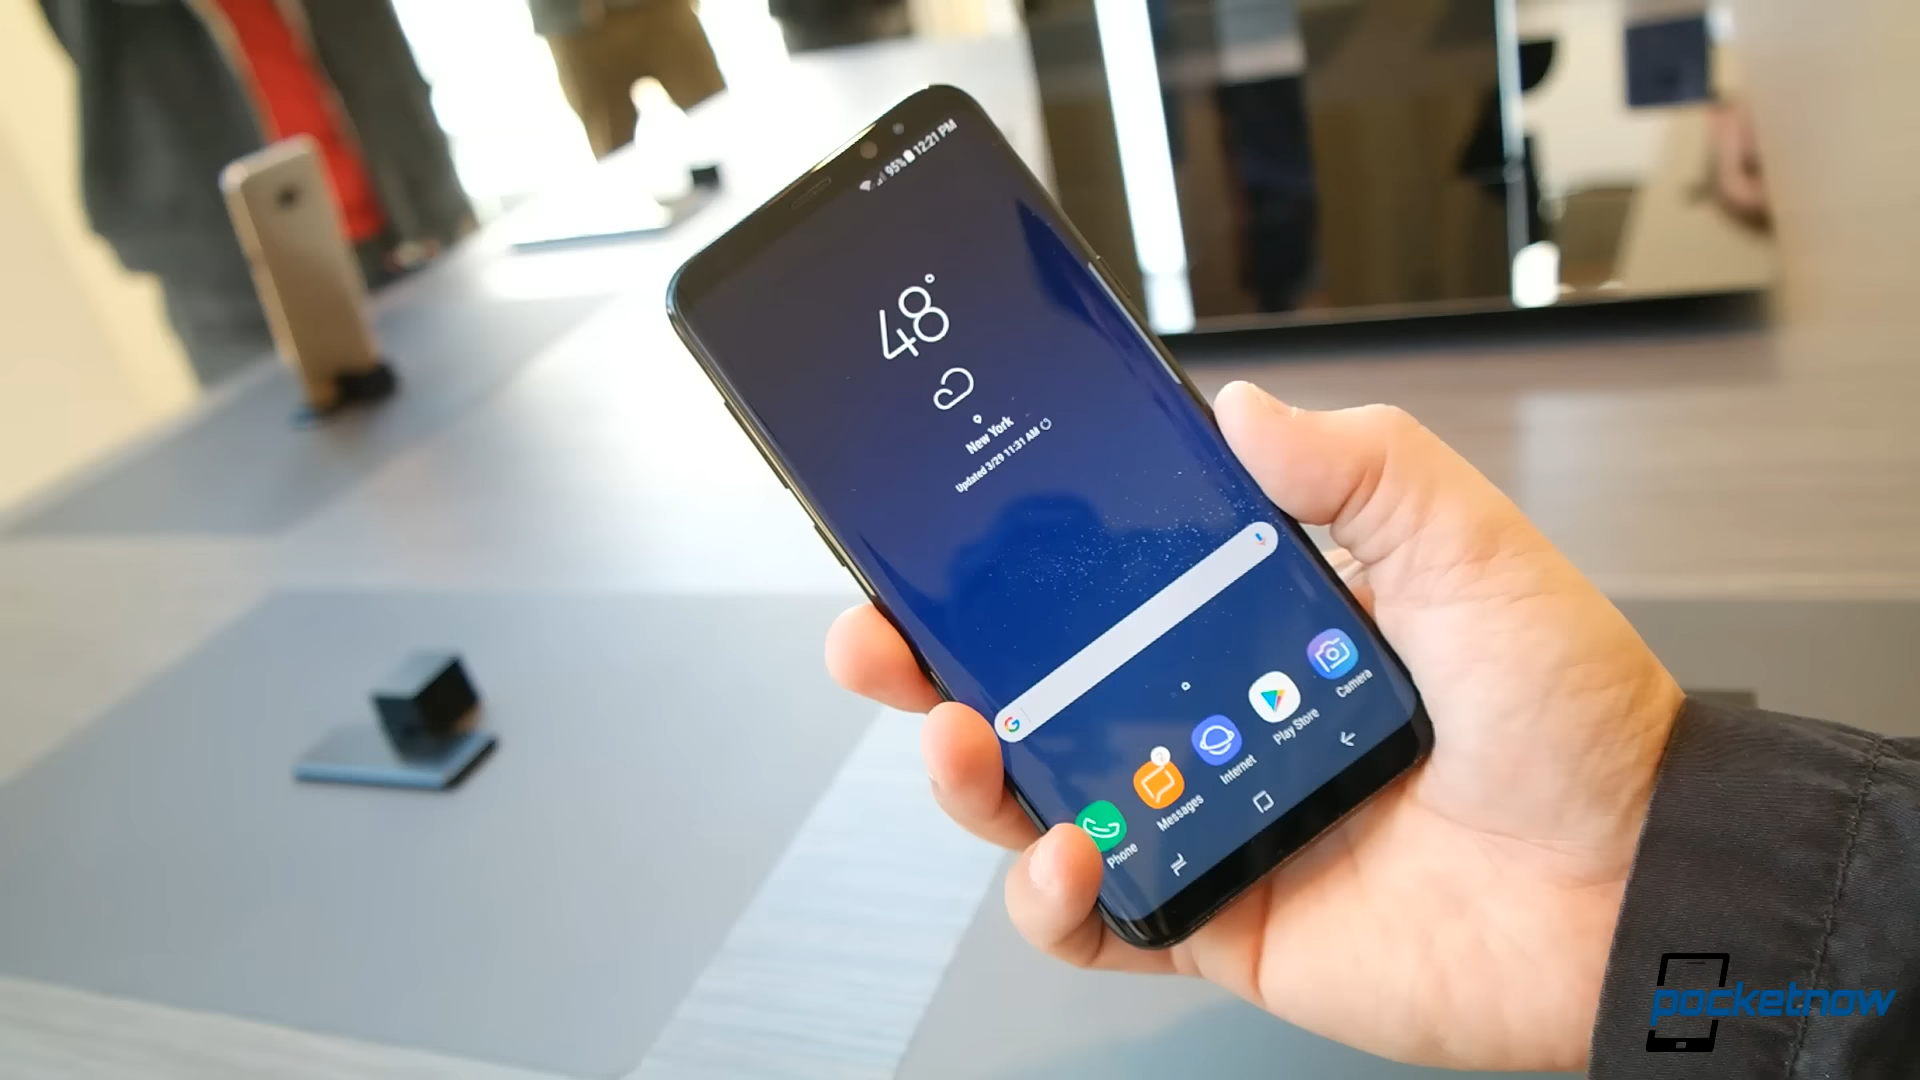 95% 12:21 PM
48°
New York
Updated 3/29 11:31 AM
Phone
Messages
Internet
Play Store
Camera
pocketnow